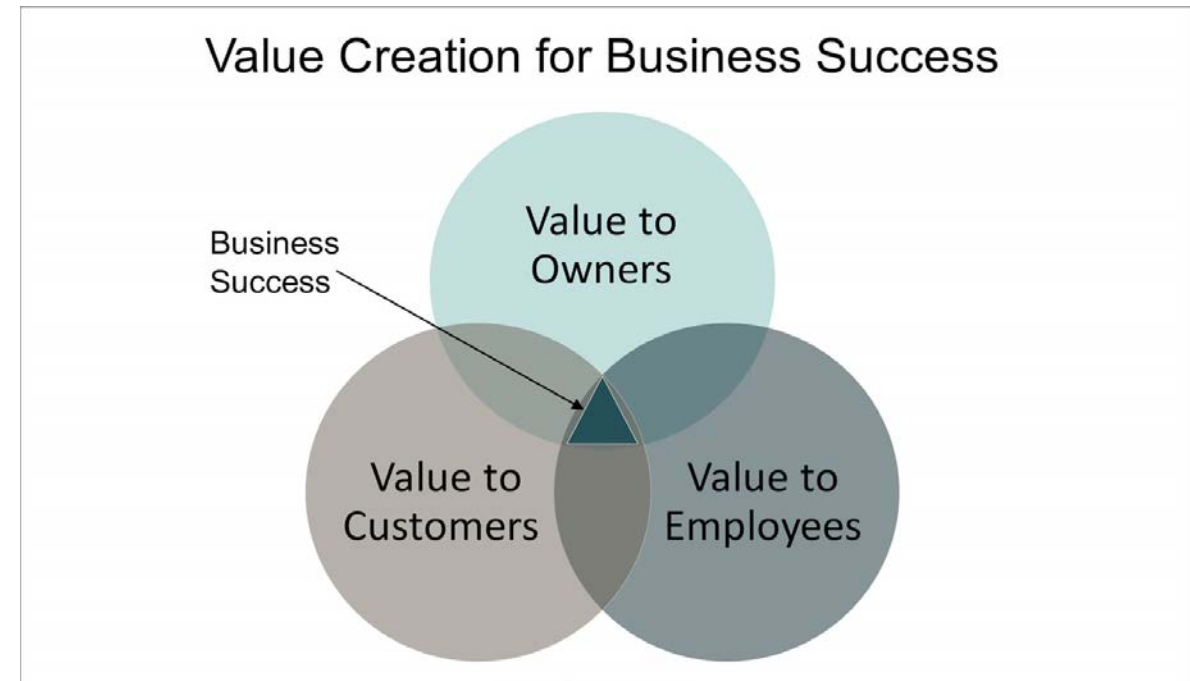 Value Creation for Business Success
Value to
Owners
Business
Success
Value to
Customers
Value to
Employees